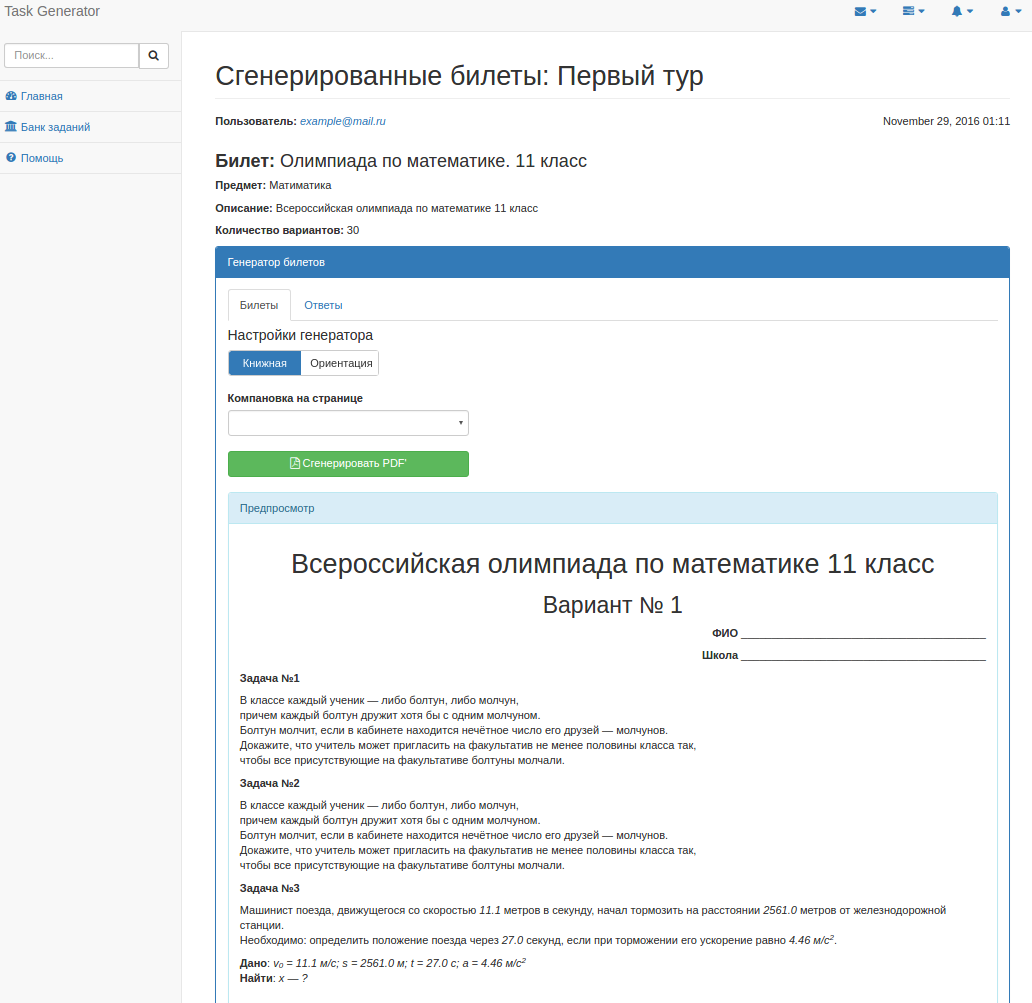 Task Generator
Поиск...
Главная
Банк заданий
Помощь
Сгенерированные билеты: Первый тур
Пользователь: example@mail.ru
November 29, 2016 01:11
Билет: Олимпиада по математике. 11 класс
Предмет: Матиматика
Описание: Всероссийская олимпиада по математике 11 класс
Количество вариантов: 30
Генератор билетов
Билеты Ответы
Настройки генератора
Книжная Ориентация
Компановка на странице
Сгенерировать PDF'
Предпросмотр
Всероссийская олимпиада по математике 11 класс
Вариант № 1
ФИО
Школа
Задача №1
В классе каждый ученик — либо болтун, либо молчун,
причем каждый болтун дружит хотя бы с одним молчуном.
Болтун молчит, если в кабинете находится нечётное число его друзей — молчунов.
Докажите, что учитель может пригласить на факультатив не менее половины класса так,
чтобы все присутствующие на факультативе болтуны молчали.
Задача №2
В классе каждый ученик — либо болтун, либо молчун,
причем каждый болтун дружит хотя бы с одним молчуном.
Болтун молчит, если в кабинете находится нечётное число его друзей — молчунов.
Докажите, что учитель может пригласить на факультатив не менее половины класса так,
чтобы все присутствующие на факультативе болтуны молчали.
Задача №3
Машинист поезда, движущегося со скоростью 11.1 метров в секунду, начал тормозить на расстоянии 2561.0 метров от железнодорожной
станции.
Необходимо: определить положение поезда через 27.0 секунд, если при торможении его ускорение равно 4.46 м/с².
Дано: v₀ = 11.1 м/с; s = 2561.0 м; t = 27.0 с; a = 4.46 м/с²
Найти: x — ?